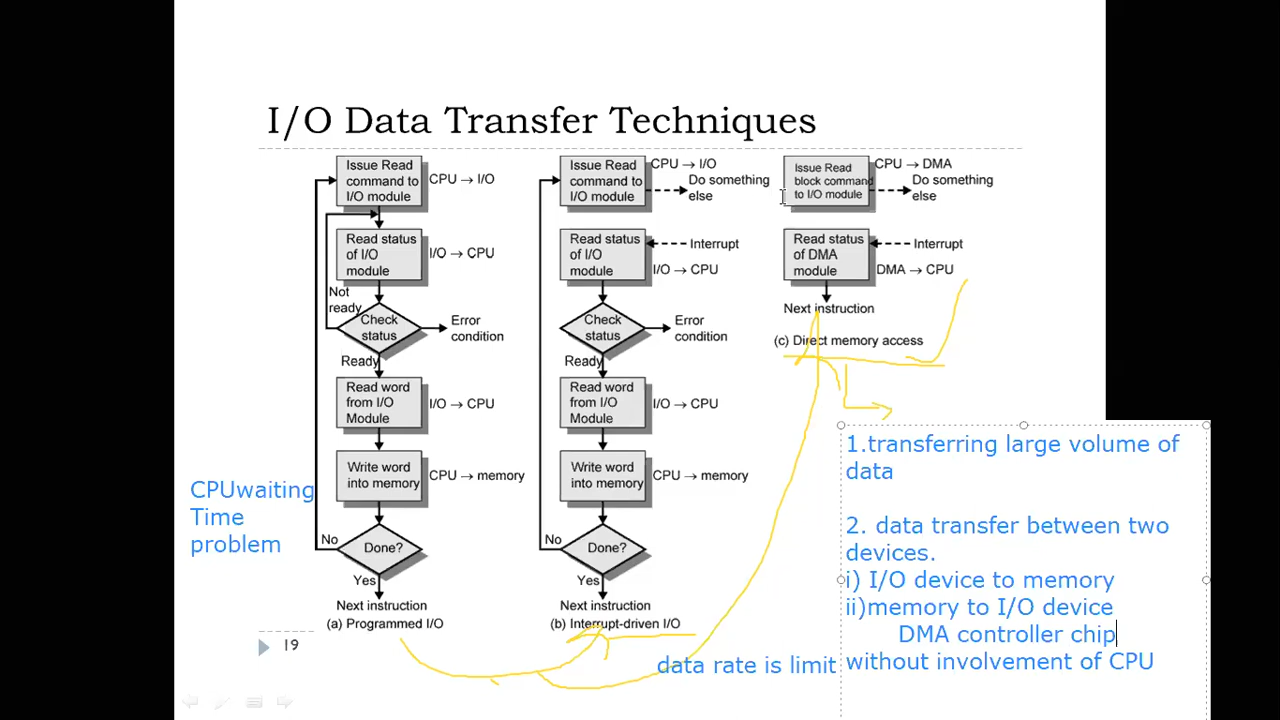 I/O Data Transfer Techniques
Issue Read
command to
I/O module
CPU → I/O
Read status
of I/O
module
I/O → CPU
Not
ready
Check
status
Error
condition
Ready
Read word
from I/O
Module
I/O → CPU
Write word
into memory
CPU → memory
No
Done?
Yes
Next instruction
(a) Programmed I/O
Issue Read
command to
I/O module
CPU → I/O
Do something
else
Read status
of I/O
module
Interrupt
I/O → CPU
Check
status
Error
condition
Ready
Read word
from I/O
Module
I/O → CPU
Write word
into memory
CPU → memory
No
Done?
Yes
Next instruction
(b) Interrupt-driven I/O
Issue Read
block command
to I/O module
CPU → DMA
Do something
else
Read status
of DMA
module
Interrupt
DMA → CPU
Next instruction
(c) Direct memory access
CPUwaiting
Time
problem
data rate is limit
1.transferring large volume of
data
2. data transfer between two
devices.
i) I/O device to memory
ii)memory to I/O device
DMA controller chip
without involvement of CPU
19